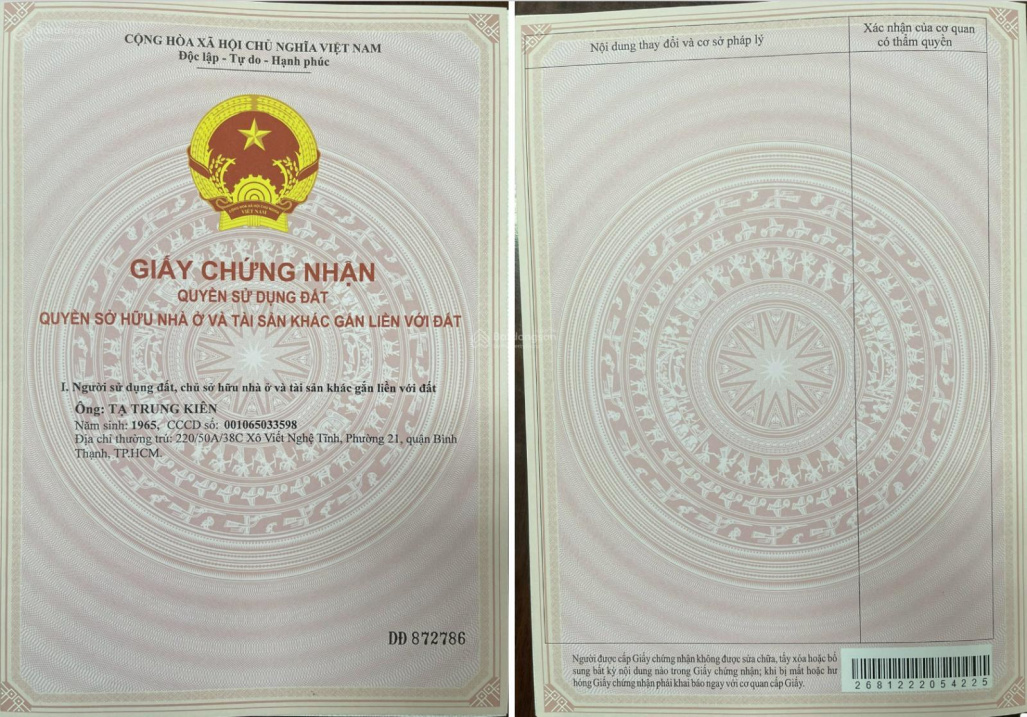 CỘNG HÒA XÃ HỘI CHỦ NGHĨA VIỆT NAM
Độc lập - Tự do - Hạnh phúc
VIỆT NAM
GIẤY CHỨNG NHẬN
QUYỀN SỬ DỤNG ĐẤT
QUYỀN SỞ HỮU NHÀ Ở VÀ TÀI SẢN KHÁC GẮN LIỀN VỚI ĐẤT
I. Người sử dụng đất, chủ sở hữu nhà ở và tài sản khác gắn liền với đất
Ông: TẠ TRUNG KIÊN
Năm sinh: 1965, CCCD số: 001065033598
Địa chỉ thường trú: 220/50A/38C Xô Viết Nghệ Tĩnh, Phường 21, quận Bình
Thạnh, TP.HCM.
DĐ 872786
Nội dung thay đổi và cơ sở pháp lý
Xác nhận của cơ quan
có thẩm quyền
Người được cấp Giấy chứng nhận không được sửa chữa, tẩy xóa hoặc bổ
sung bất kỳ nội dung nào trong Giấy chứng nhận; khi bị mất hoặc hư
hỏng Giấy chứng nhận phải khai báo ngay với cơ quan cấp Giấy.
2681222054225